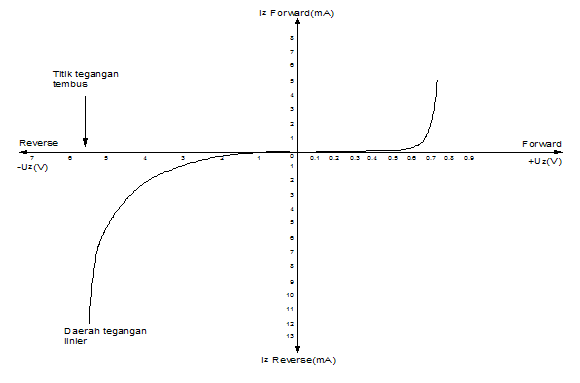 Iz Forward(mA)
8
7
6
5
4
3
2
1
Titik tegangan
tembus
Reverse
Forward
7 6 5 4 3 2 1 0 0.1 0.2 0.3 0.4 0.5 0.6 0.7 0.8 0.9
-Uz(V)
+Uz(V)
1
2
3
4
5
6
7
8
9
10
11
12
13
Daerah tegangan
linier
Iz Reverse(mA)